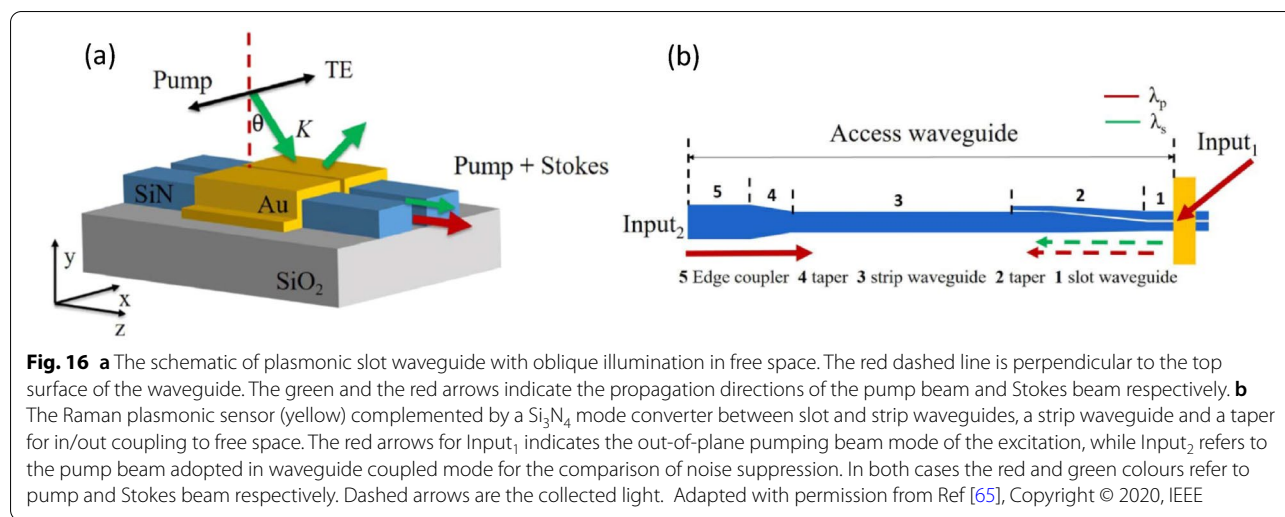 (a)
Pump
TE
θ
K
Pump + Stokes
SiN
Au
SiO2
y
x
z
(b)
λp
λs
Access waveguide
Input1
5
4
3
2
1
Input2
5 Edge coupler 4 taper 3 strip waveguide 2 taper 1 slot waveguide
Fig. 16 a The schematic of plasmonic slot waveguide with oblique illumination in free space. The red dashed line is perpendicular to the top
surface of the waveguide. The green and the red arrows indicate the propagation directions of the pump beam and Stokes beam respectively. b
The Raman plasmonic sensor (yellow) complemented by a Si3N4 mode converter between slot and strip waveguides, a strip waveguide and a taper
for in/out coupling to free space. The red arrows for Input1 indicates the out-of-plane pumping beam mode of the excitation, while Input2 refers to
the pump beam adopted in waveguide coupled mode for the comparison of noise suppression. In both cases the red and green colours refer to
pump and Stokes beam respectively. Dashed arrows are the collected light. Adapted with permission from Ref [65], Copyright © 2020, IEEE